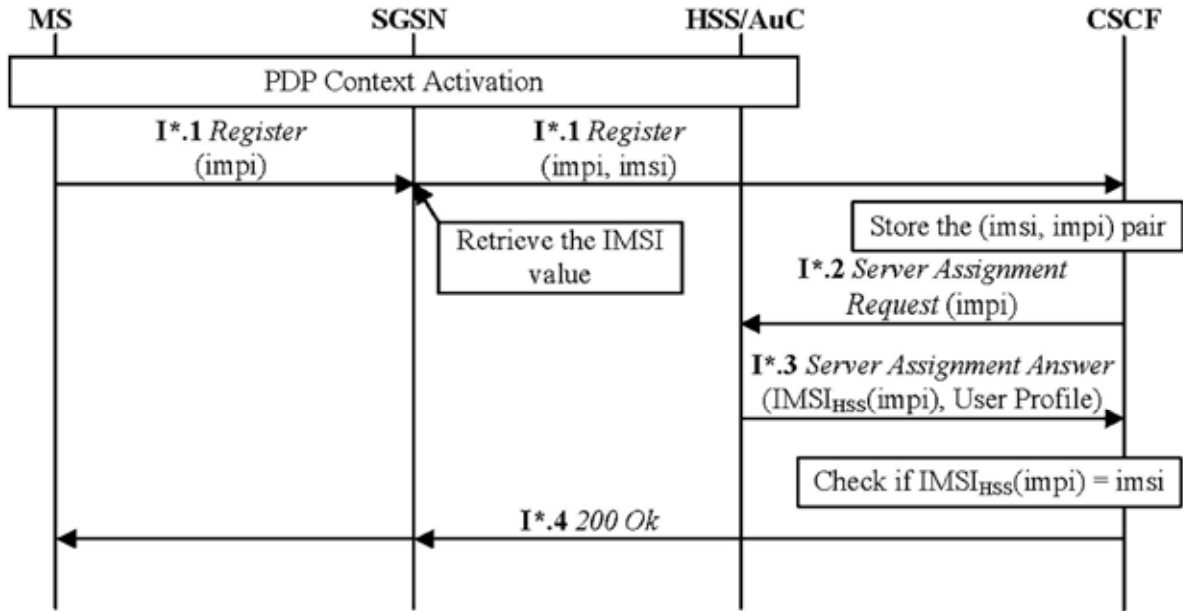 MS SGSN HSS/AuC CSCF
PDP Context Activation
I*.1 Register
(impi)
I*.1 Register
(impi, imsi)
Retrieve the IMSI
value
Store the (imsi, impi) pair
I*.2 Server Assignment
Request (impi)
I*.3 Server Assignment Answer
(IMSI_HSS(impi), User Profile)
Check if IMSI_HSS(impi) = imsi
I*.4 200 Ok